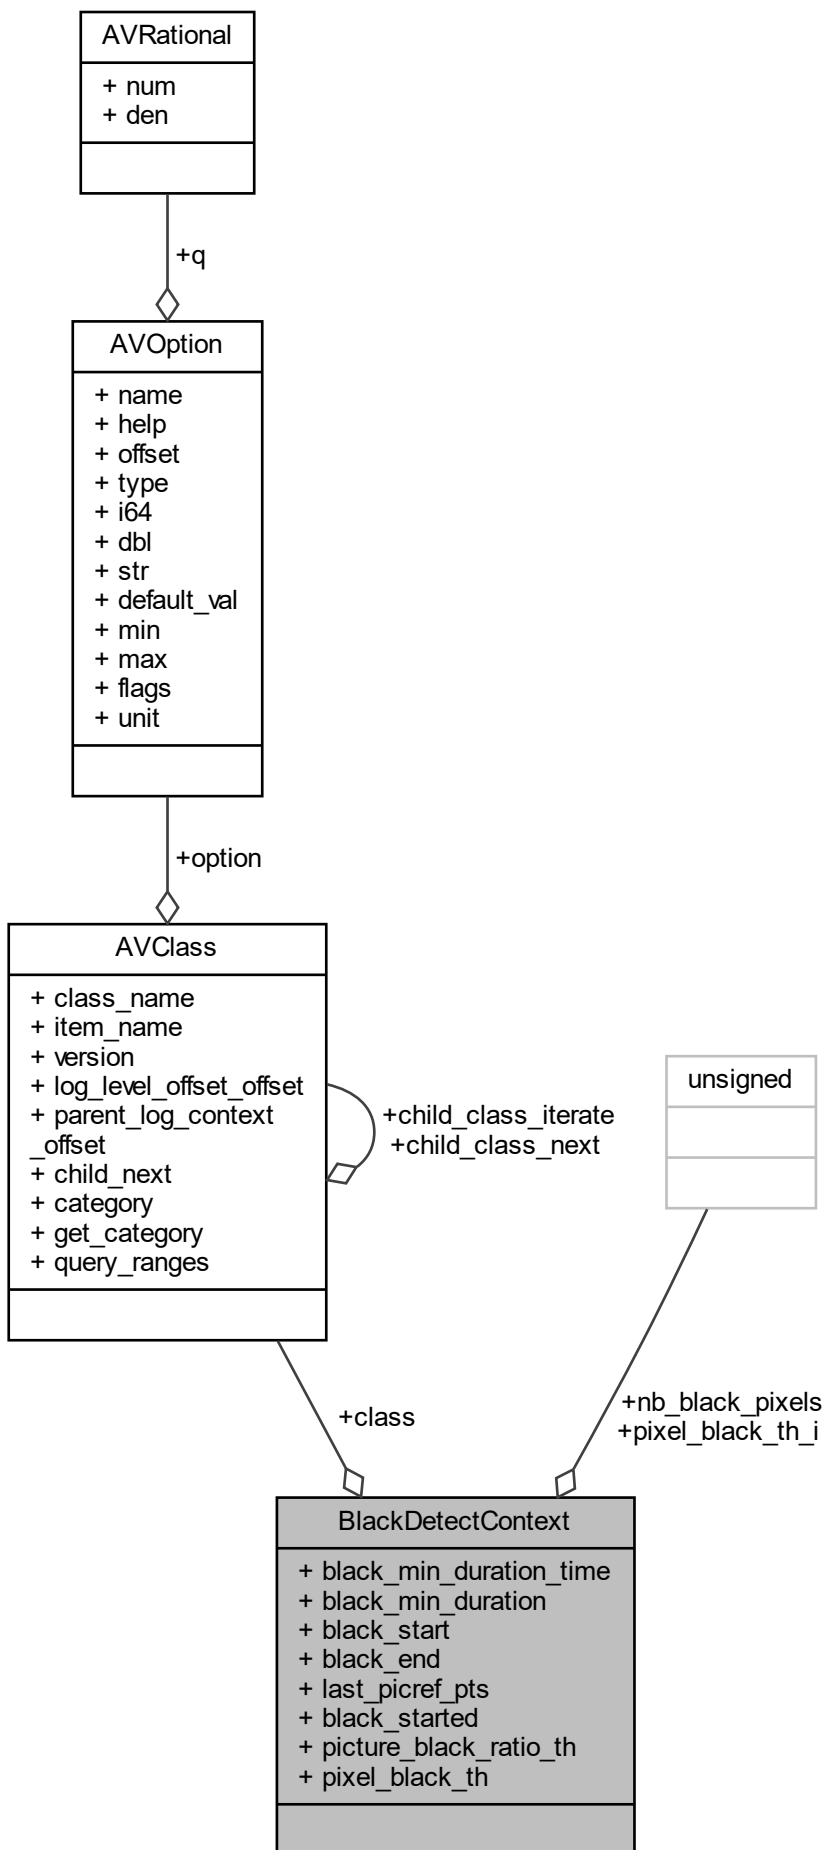 AVRational
+ num
+ den
+q
AVOption
+ name
+ help
+ offset
+ type
+ i64
+ dbl
+ str
+ default_val
+ min
+ max
+ flags
+ unit
+option
AVClass
+ class_name
+ item_name
+ version
+ log_level_offset_offset
+ parent_log_context
_offset
+ child_next
+ category
+ get_category
+ query_ranges
+child_class_iterate
+child_class_next
unsigned
+class
+nb_black_pixels
+pixel_black_th_i
BlackDetectContext
+ black_min_duration_time
+ black_min_duration
+ black_start
+ black_end
+ last_picref_pts
+ black_started
+ picture_black_ratio_th
+ pixel_black_th